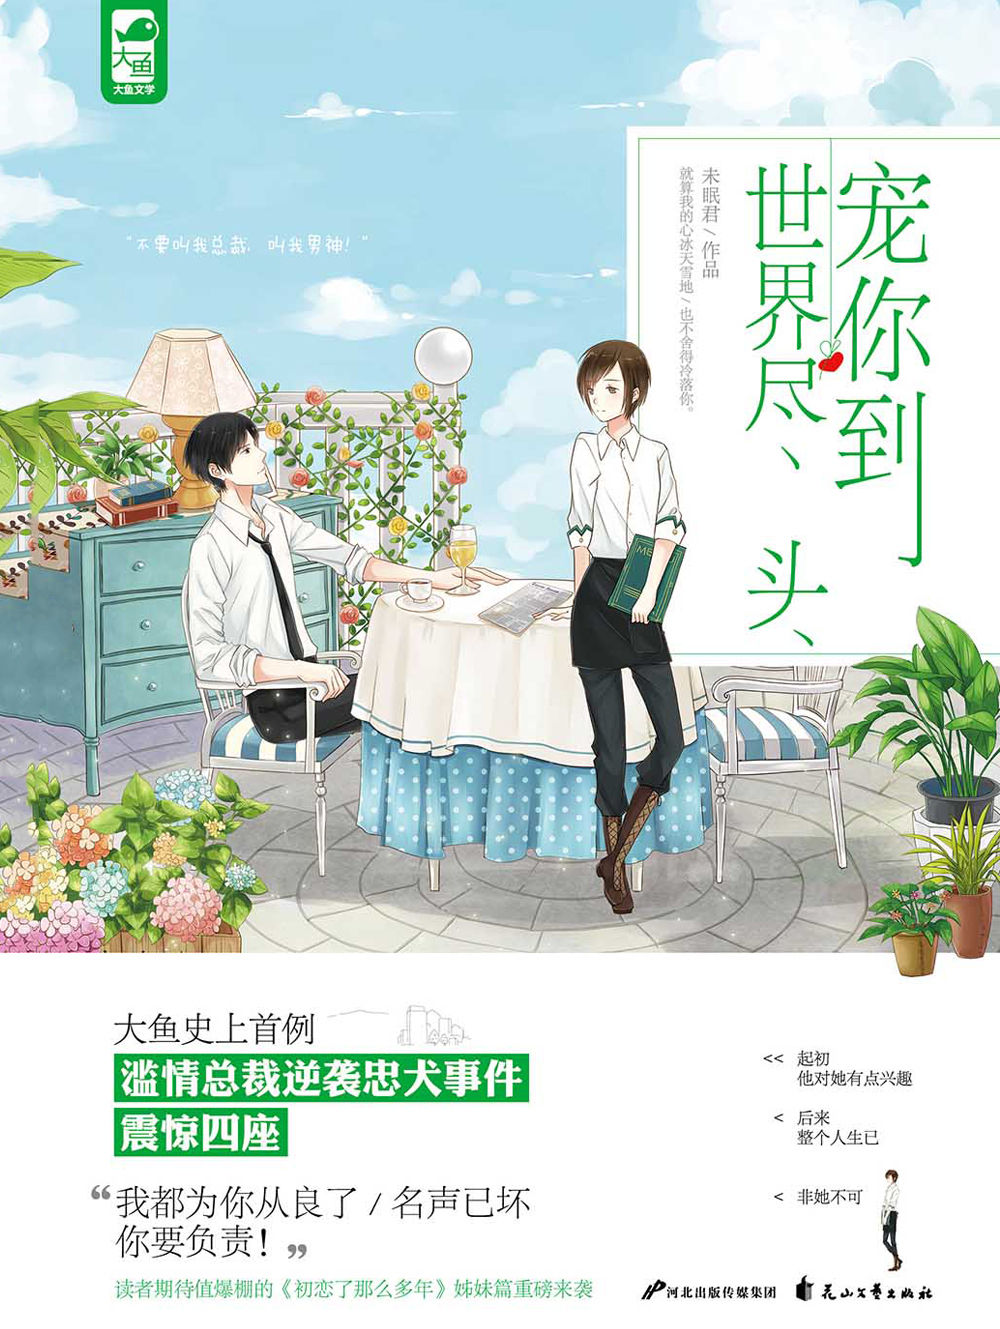 大鱼
大鱼文学
宠你到
世界尽、头、
未眠君/作品
就算我的心冰天雪地/也不舍得冷落你。
“不要叫我总裁，叫我男神！”
ME
大鱼史上首例
滥情总裁逆袭忠犬事件
震惊四座
“我都为你从良了/名声已坏
你要负责！”
读者期待值爆棚的《初恋了那么多年》姊妹篇重磅来袭
<< 起初
他对她有点兴趣
< 后来
整个人生已
< 非她不可
河北出版传媒集团
花山文艺出版社